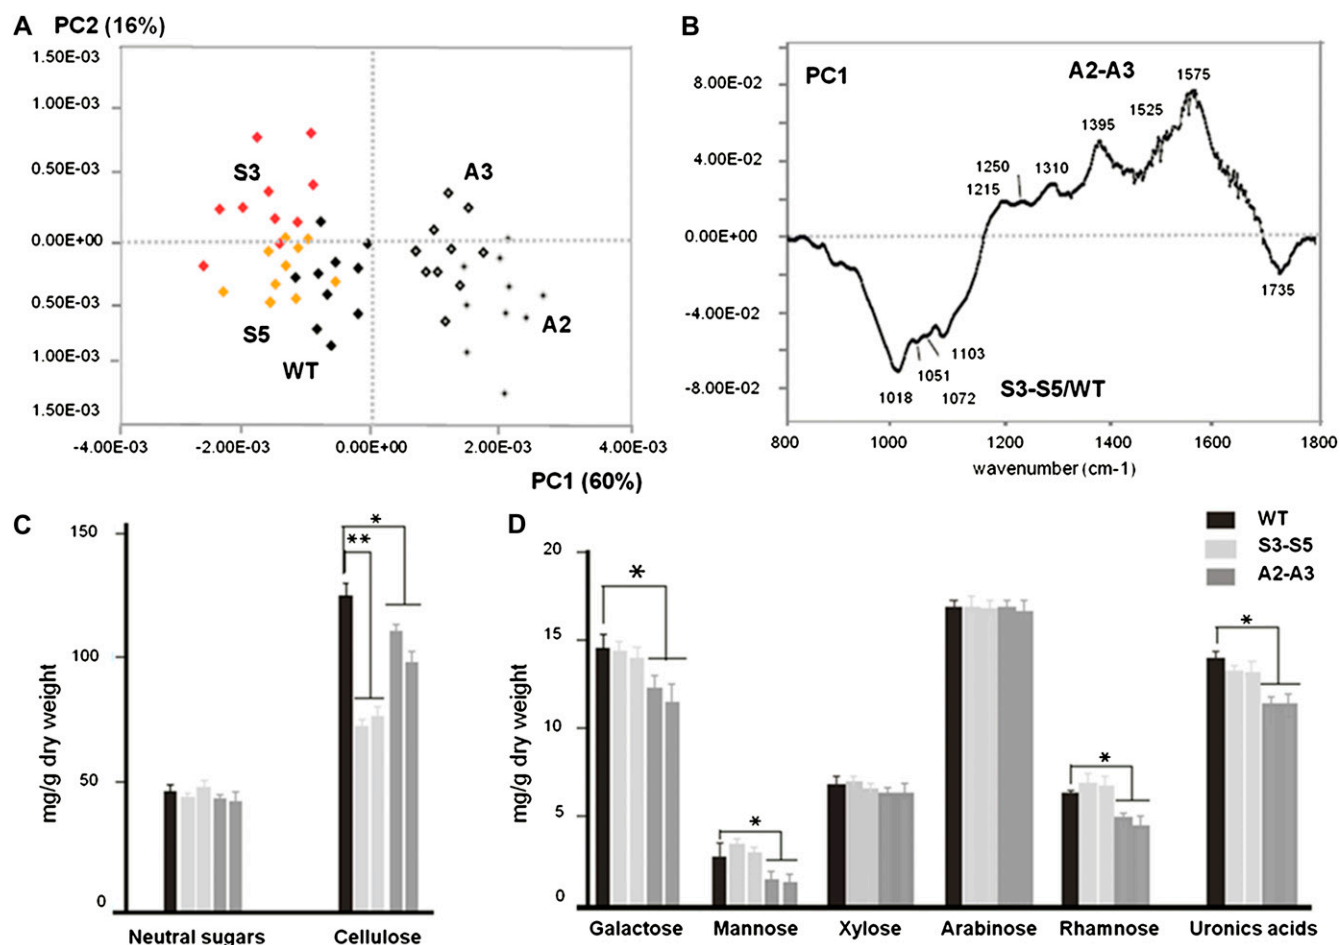 A
PC2 (16%)
1.50E-03
1.00E-03
0.50E-03
0.00E+00
0.50E-03
1.00E-03
1.50E-03
S3
A3
S5
A2
WT
-4.00E-03
-2.00E-03
0.00E+00
2.00E-03
4.00E-03
PC1 (60%)
B
PC1
A2-A3
8.00E-02
4.00E-02
0.00E+00
-4.00E-02
-8.00E-02
1575
1525
1395
1250
1310
1215
1735
1103
1051
1018
1072
S3-S5/WT
800
1000
1200
1400
1600
1800
wavenumber (cm-1)
C
mg/g dry weight
150
100
50
0
*
**
Neutral sugars
Cellulose
D
mg/g dry weight
20
15
10
5
0
WT
S3-S5
A2-A3
*
*
*
*
Galactose
Mannose
Xylose
Arabinose
Rhamnose
Uronics acids